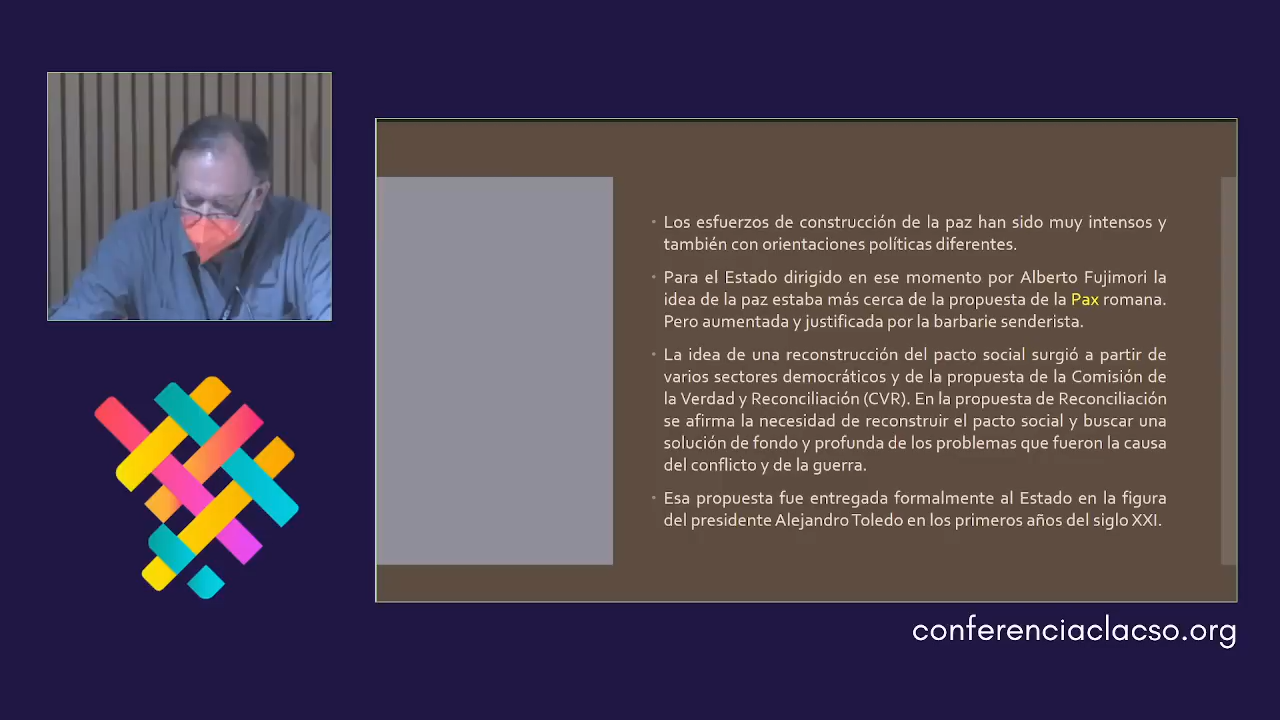 Los esfuerzos de construcción de la paz han sido muy intensos y
también con orientaciones políticas diferentes.
Para el Estado dirigido en ese momento por Alberto Fujimori la
idea de la paz estaba más cerca de la propuesta de la Pax romana.
Pero aumentada y justificada por la barbarie senderista.
La idea de una reconstrucción del pacto social surgió a partir de
varios sectores democráticos y de la propuesta de la Comisión de
la Verdad y Reconciliación (CVR). En la propuesta de Reconciliación
se afirma la necesidad de reconstruir el pacto social y buscar una
solución de fondo y profunda de los problemas que fueron la causa
del conflicto y de la guerra.
Esa propuesta fue entregada formalmente al Estado en la figura
del presidente Alejandro Toledo en los primeros años del siglo XXI.
conferenciaclacso.org